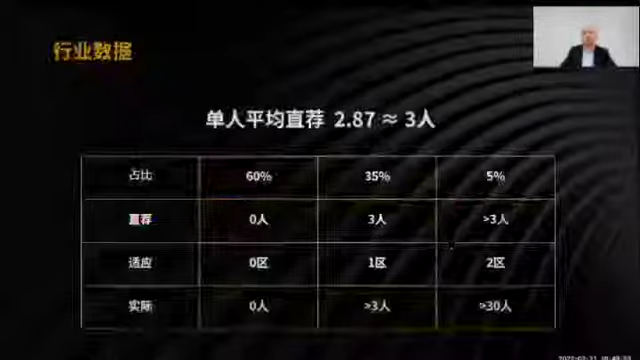 行业数据
单人平均直荐 2.87 ≈ 3人
占比 60% 35% 5%
直荐 0人 3人 >3人
适应 0区 1区 2区
实际 0人 >3人 >30人